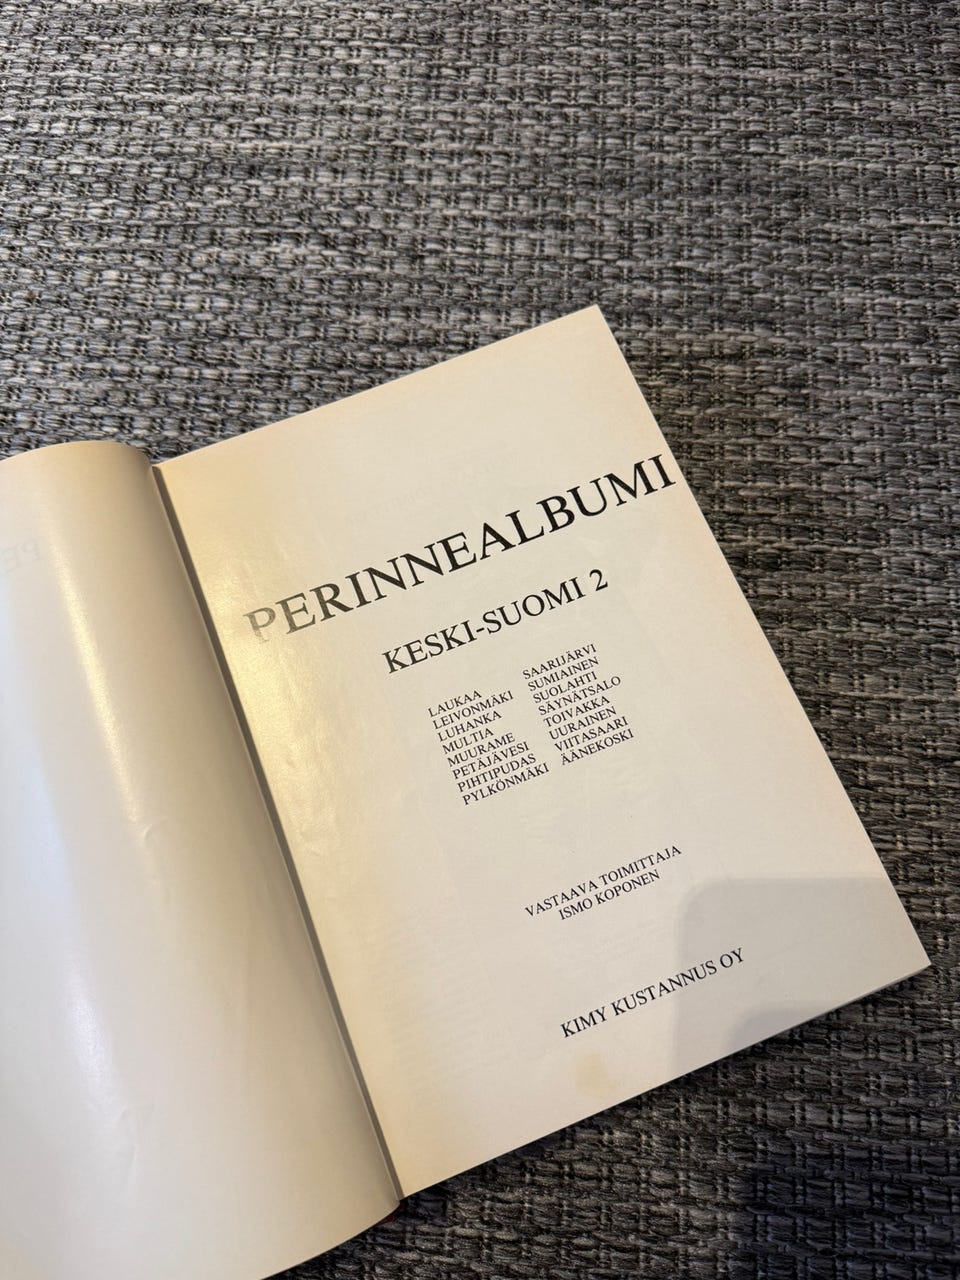 PERINNEALBUMI
KESKI-SUOMI 2
LAUKAA
LEIVONMÄKI
LUHANKA
MULTIA
MUURAME
PETÄJÄVESI
PIHTIPUDAS
PYLKÖNMÄKI
SAARIJÄRVI
SUMIAINEN
SUOLAHTI
SÄYNÄTSALO
TOIVAKKA
UURAINEN
VIITASAARI
ÄÄNEKOSKI
VASTAAVA TOIMITTAJA
ISMO KOPONEN
KIMY KUSTANNUS OY